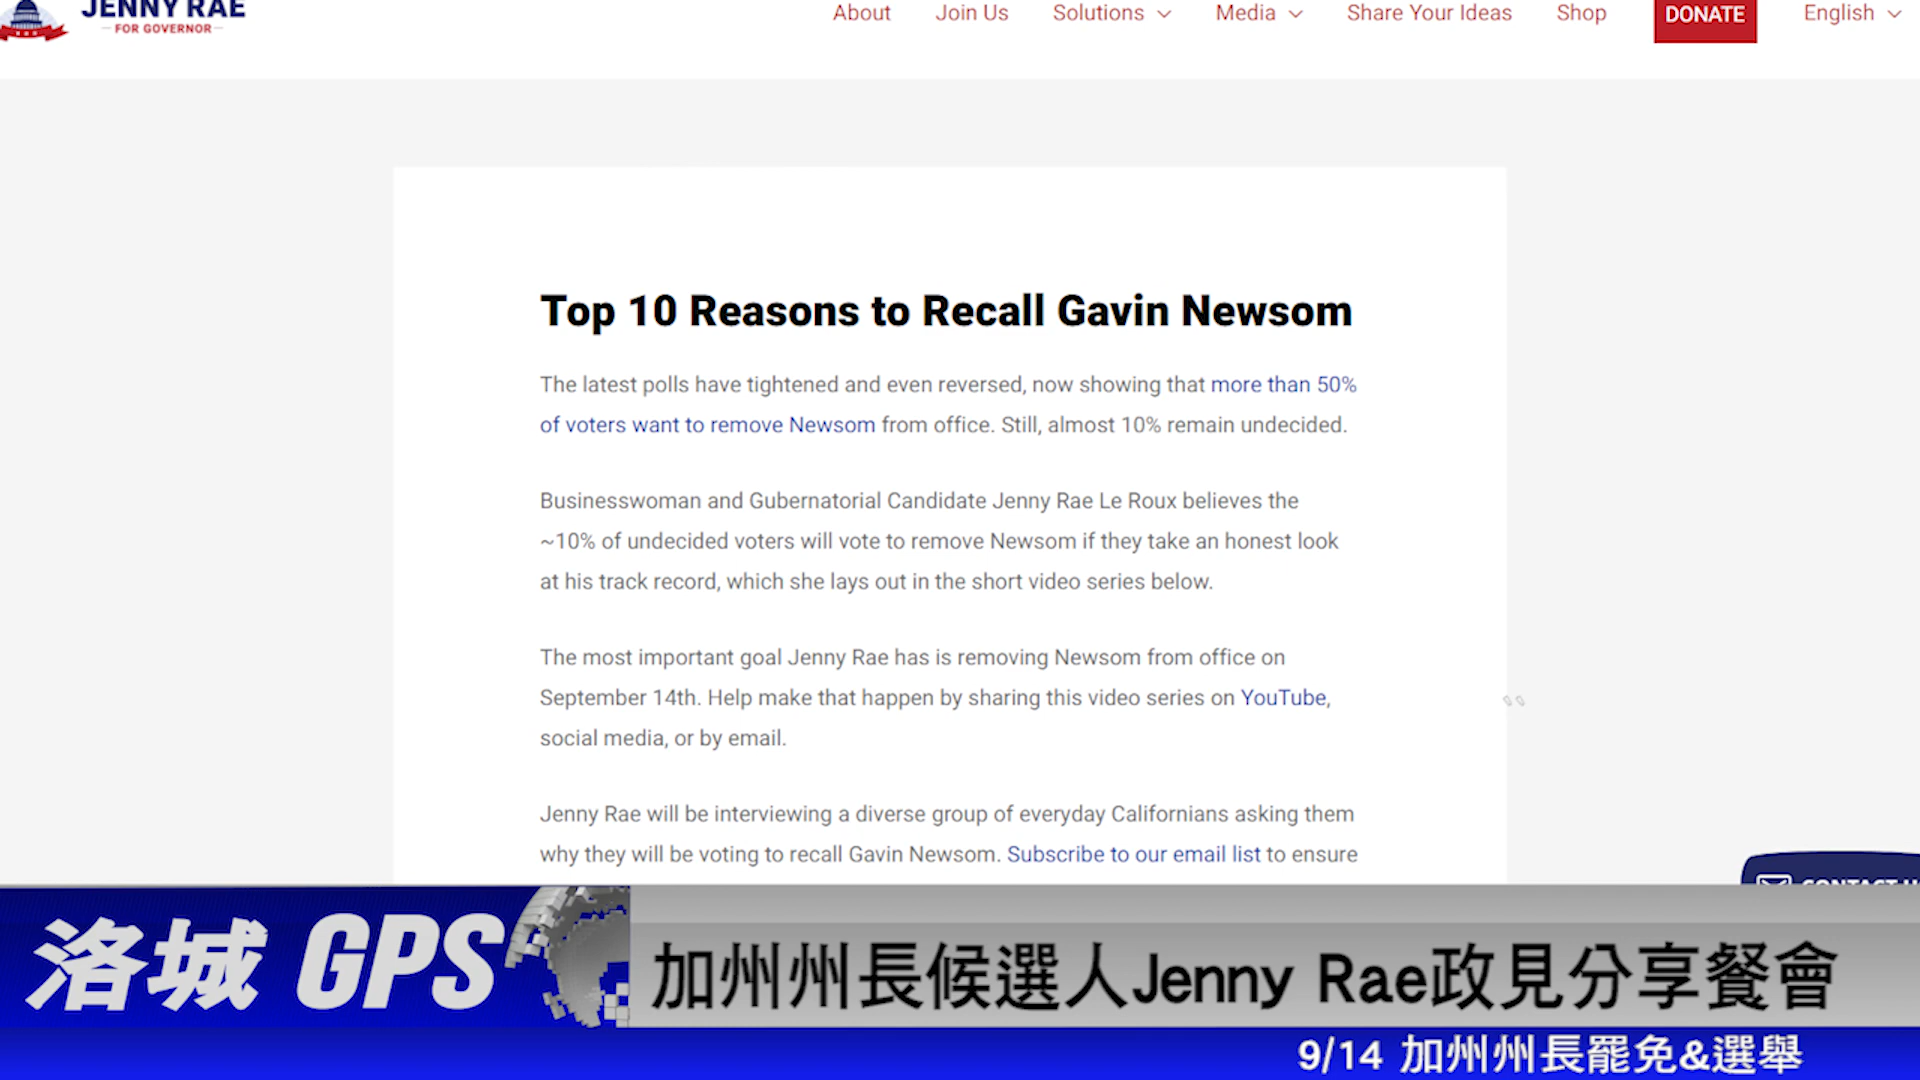 JENNY RAE
FOR GOVERNOR
About Join Us Solutions Media Share Your Ideas Shop DONATE English
Top 10 Reasons to Recall Gavin Newsom
The latest polls have tightened and even reversed, now showing that more than 50%
of voters want to remove Newsom from office. Still, almost 10% remain undecided.
Businesswoman and Gubernatorial Candidate Jenny Rae Le Roux believes the
~10% of undecided voters will vote to remove Newsom if they take an honest look
at his track record, which she lays out in the short video series below.
The most important goal Jenny Rae has is removing Newsom from office on
September 14th. Help make that happen by sharing this video series on YouTube,
social media, or by email.
Jenny Rae will be interviewing a diverse group of everyday Californians asking them
why they will be voting to recall Gavin Newsom. Subscribe to our email list to ensure
CONTACT U
洛城 GPS
加州州長候選人Jenny Rae政見分享餐會
9/14 加州州長罷免&選舉